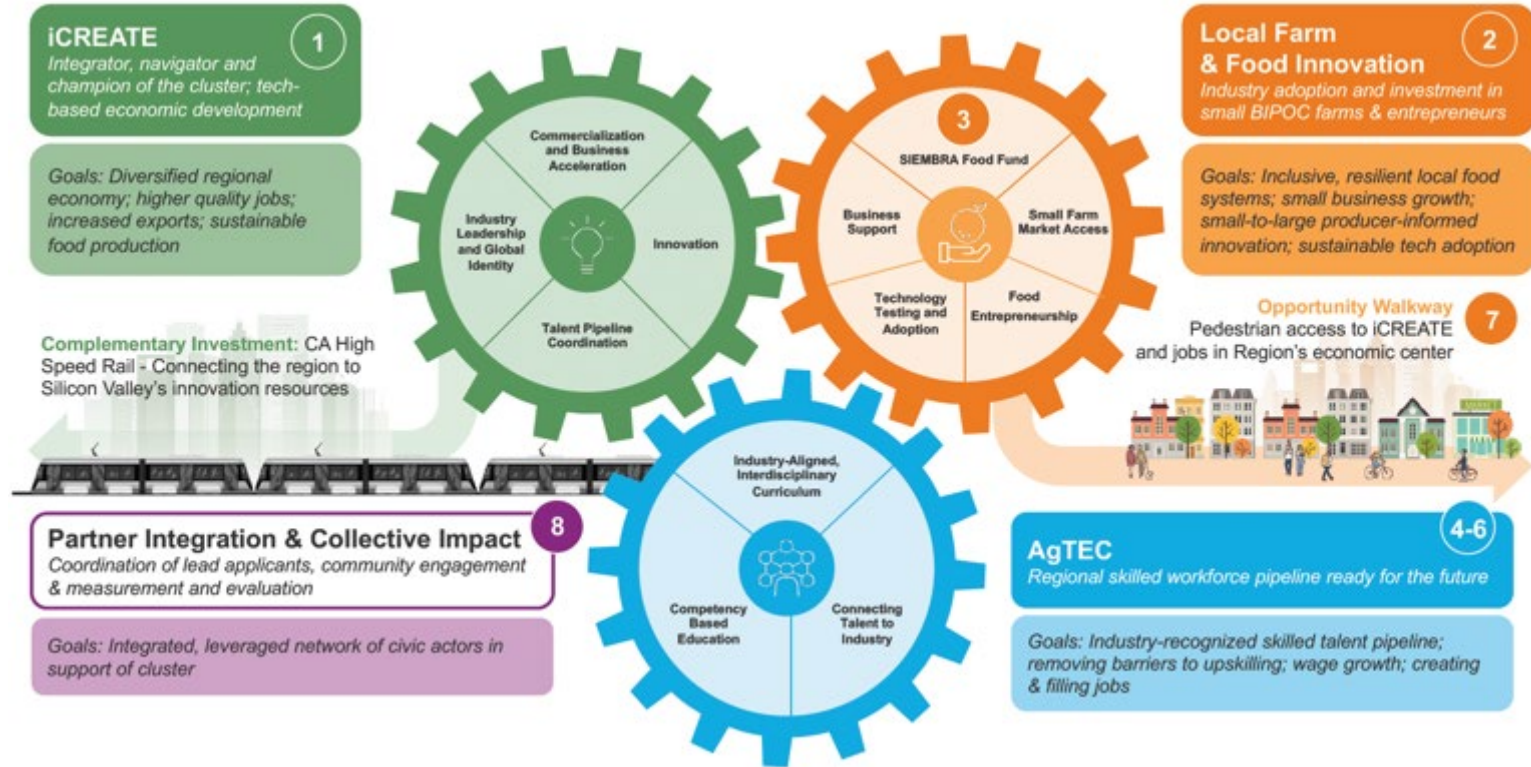 iCREATE
1
Integrator, navigator and
champion of the cluster; tech-
based economic development
Goals: Diversified regional
economy; higher quality jobs;
increased exports; sustainable
food production
Commercialization
and Business
Acceleration
Industry
Leadership
and Global
Identity
Innovation
Talent Pipeline
Coordination
3
SIEMBRA Food Fund
Business
Support
Small Farm
Market Access
Technology
Testing and
Adoption
Food
Entrepreneurship
Local Farm
& Food Innovation
2
Industry adoption and investment in
small BIPOC farms & entrepreneurs
Goals: Inclusive, resilient local food
systems; small business growth;
small-to-large producer-informed
innovation; sustainable tech adoption
Complementary Investment: CA High
Speed Rail - Connecting the region to
Silicon Valley's innovation resources
Opportunity Walkway
7
Pedestrian access to iCREATE
and jobs in Region's economic center
MARKET
Partner Integration & Collective Impact
8
Coordination of lead applicants, community engagement
& measurement and evaluation
Goals: Integrated, leveraged network of civic actors in
support of cluster
Industry-Aligned,
Interdisciplinary
Curriculum
Competency
Based
Education
Connecting
Talent to
Industry
AgTEC
4-6
Regional skilled workforce pipeline ready for the future
Goals: Industry-recognized skilled talent pipeline;
removing barriers to upskilling; wage growth; creating
& filling jobs